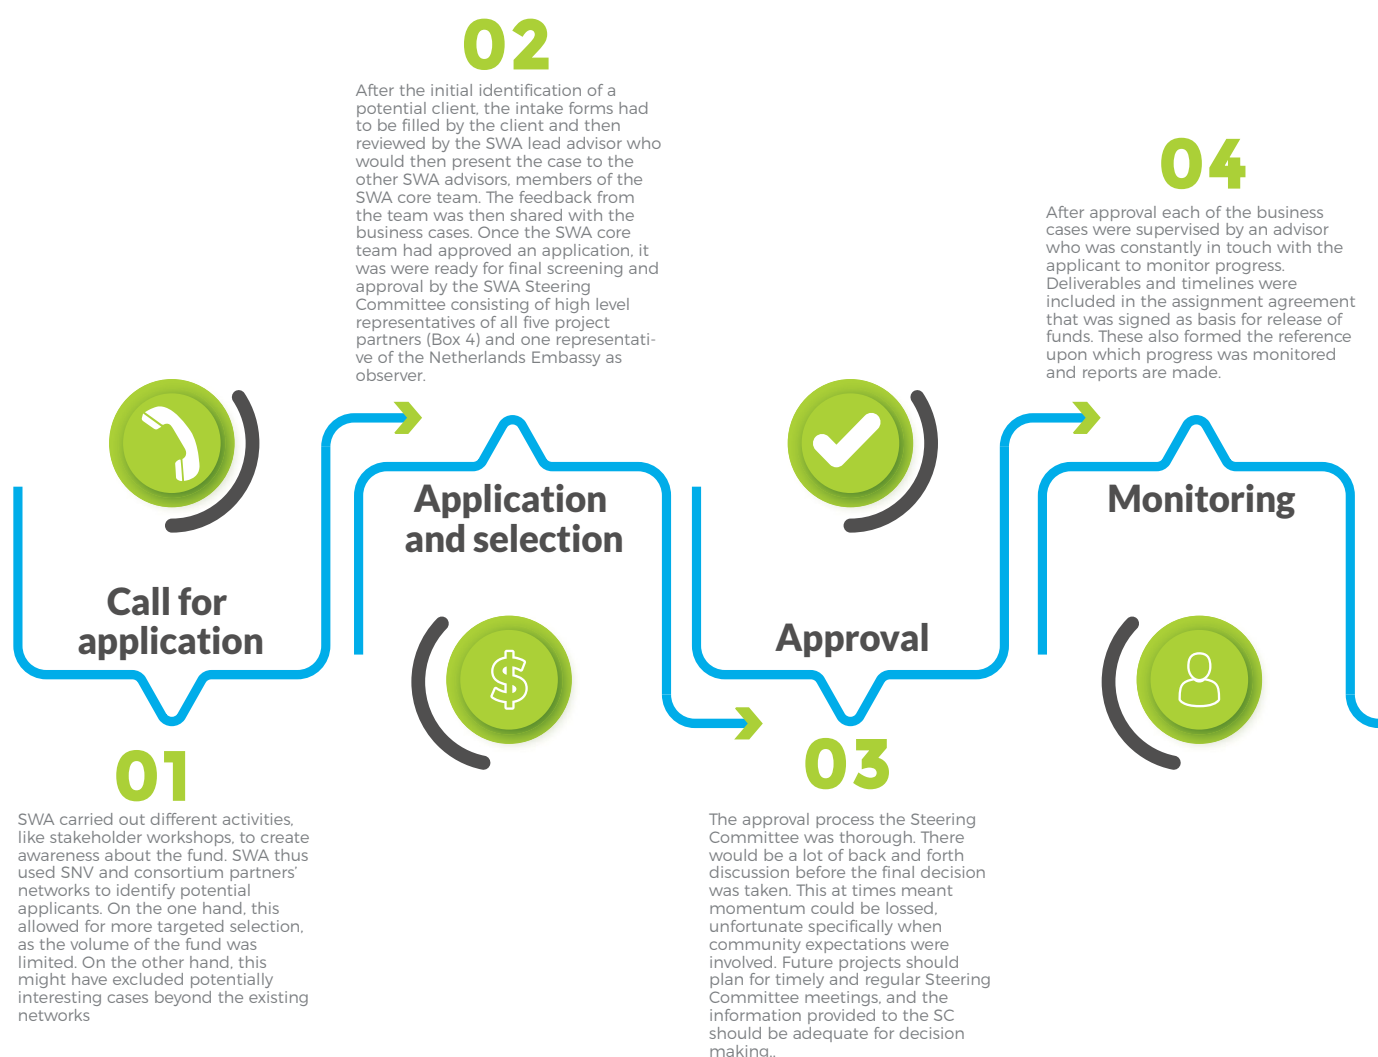 01
Call for
application
SWA carried out different activities,
like stakeholder workshops, to create
awareness about the fund. SWA thus
used SNV and consortium partners'
networks to identify potential
applicants. On the one hand, this
allowed for more targeted selection,
as the volume of the fund was
limited. On the other hand, this
might have excluded potentially
interesting cases beyond the existing
networks
02
After the initial identification of a
potential client, the intake forms had
to be filled by the client and then
reviewed by the SWA lead advisor who
would then present the case to the
other SWA advisors, members of the
SWA core team. The feedback from
the team was then shared with the
business cases. Once the SWA core
team had approved an application, it
was were ready for final screening and
approval by the SWA Steering
Committee consisting of high level
representatives of all five project
partners (Box 4) and one representati-
ve of the Netherlands Embassy as
observer.
Application
and selection
$
Approval
03
The approval process the Steering
Committee was thorough. There
would be a lot of back and forth
discussion before the final decision
was taken. This at times meant
momentum could be lossed,
unfortunate specifically when
community expectations were
involved. Future projects should
plan for timely and regular Steering
Committee meetings, and the
information provided to the SC
should be adequate for decision
making..
04
After approval each of the business
cases were supervised by an advisor
who was constantly in touch with the
applicant to monitor progress.
Deliverables and timelines were
included in the assignment agreement
that was signed as basis for release of
funds. These also formed the reference
upon which progress was monitored
and reports are made.
Monitoring